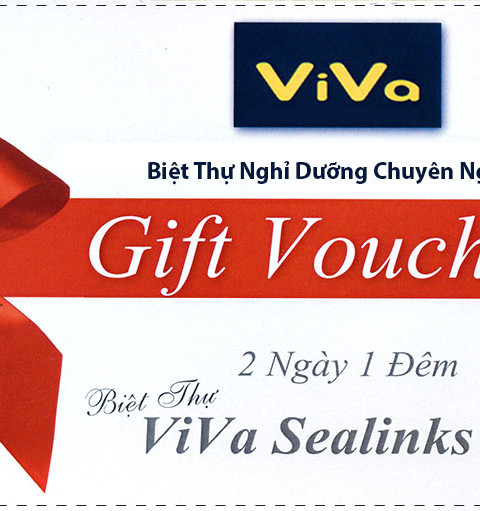 ViVa
Biệt Thự Nghỉ Dưỡng Chuyên Ng
Gift Vouch
2 Ngày 1 Đêm
Biệt Thự
ViVa Sealinks